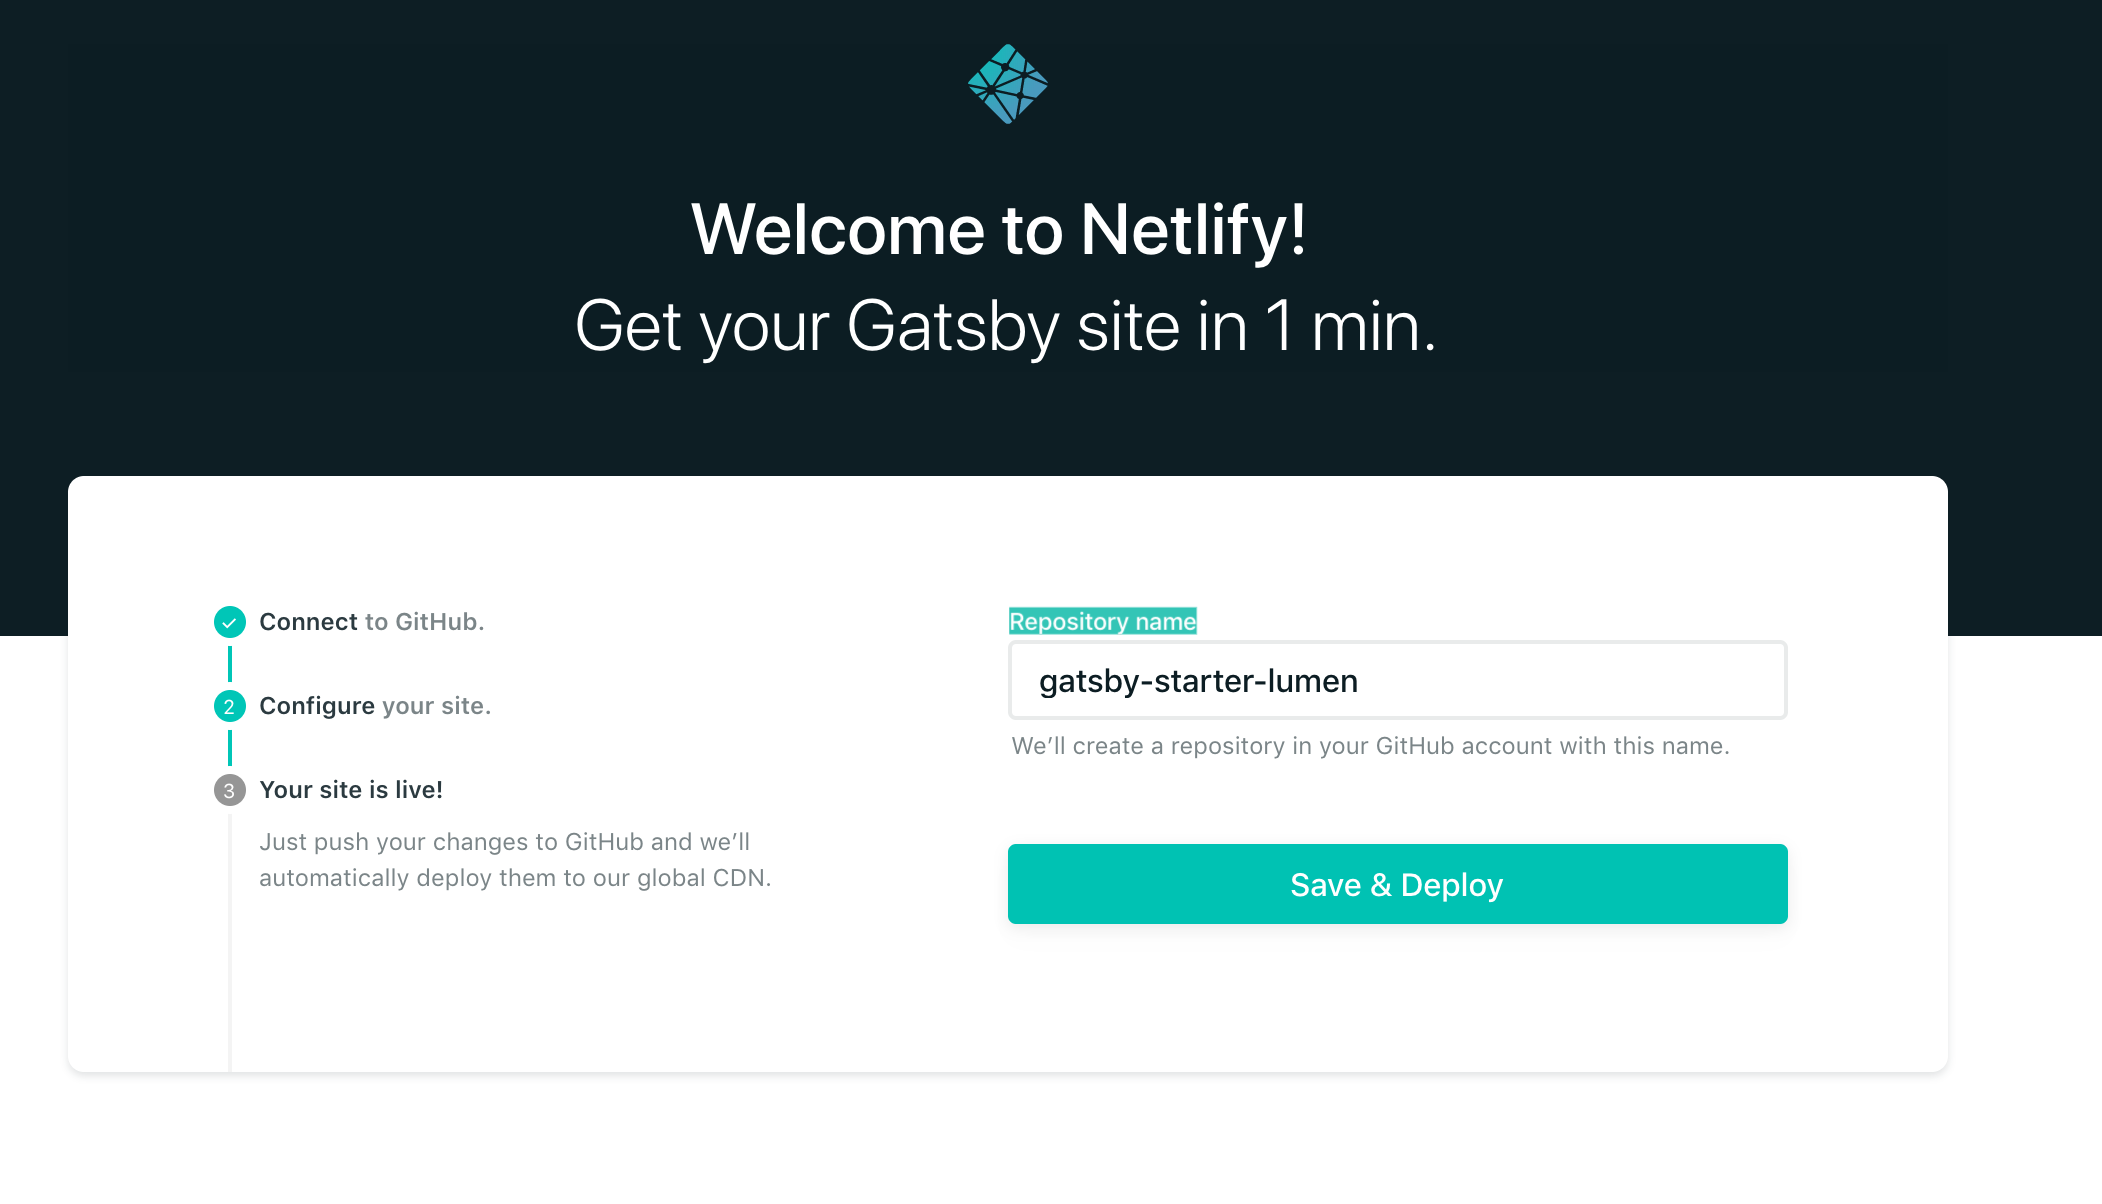 Welcome to Netlify!
Get your Gatsby site in 1 min.
Connect to GitHub.
2 Configure your site.
3 Your site is live!
Just push your changes to GitHub and we’ll
automatically deploy them to our global CDN.
Repository name
gatsby-starter-lumen
We’ll create a repository in your GitHub account with this name.
Save & Deploy